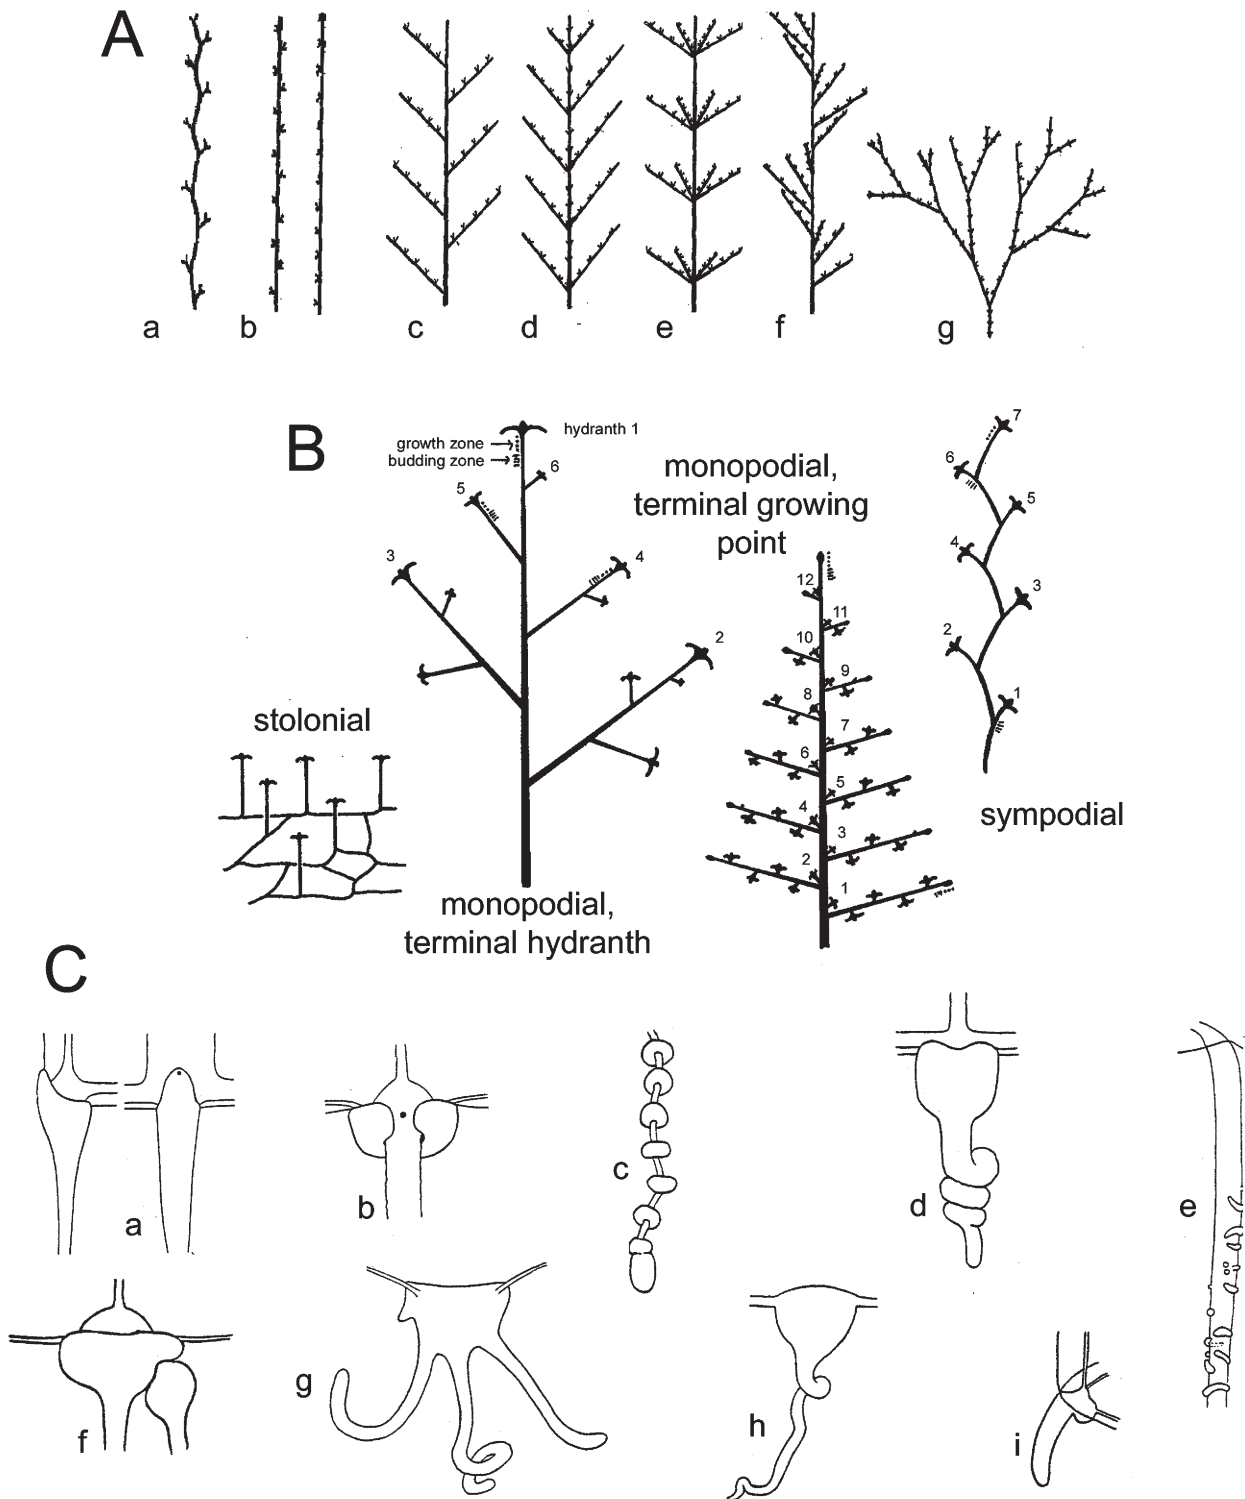 A
a
b
c
d
e
f
g
B
growth zone
budding zone
hydranth 1
6
5
3
4
2
monopodial,
terminal growing
point
12
11
10
9
8
7
6
5
4
3
2
1
7
6
5
4
3
2
1
sympodial
stolonial
monopodial,
terminal hydranth
C
a
b
c
d
e
f
g
h
i